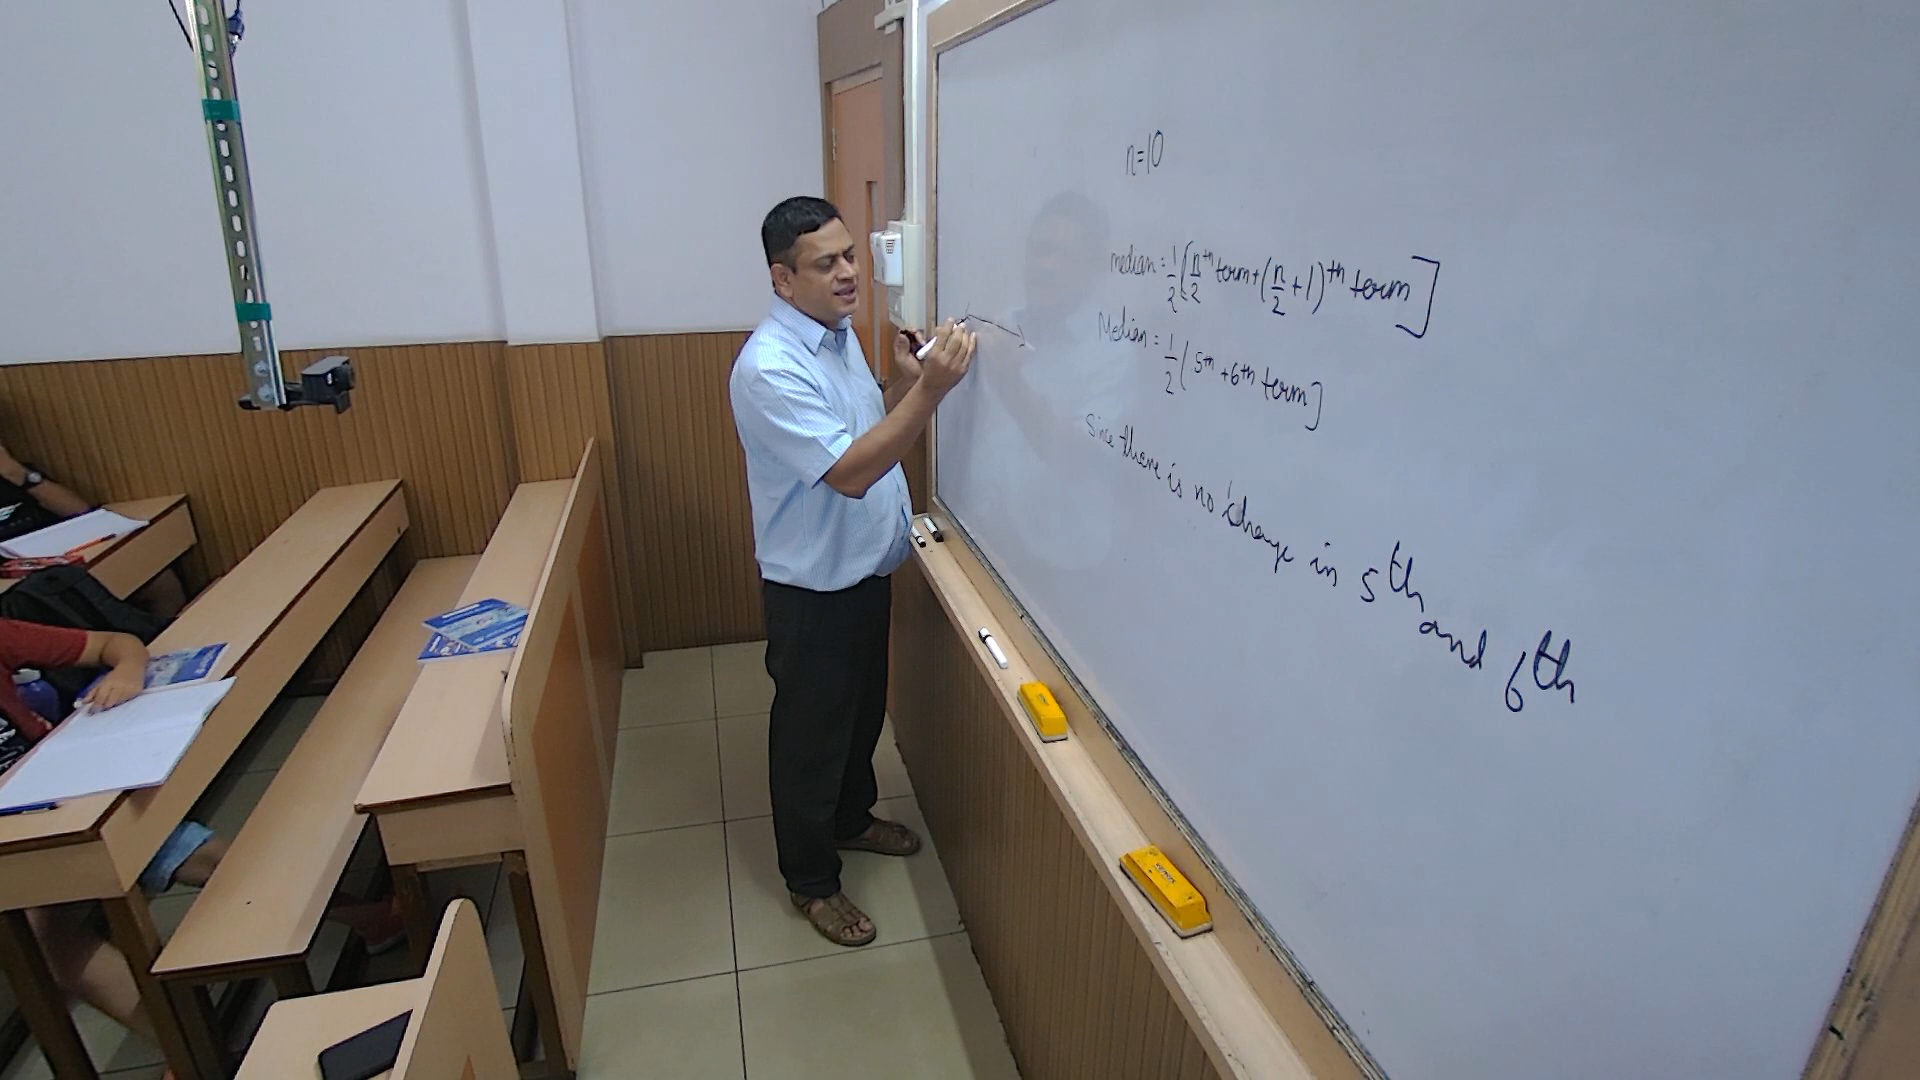 n=10
median = 1/2 [n/2 th term + (n/2 + 1)th term]
Median = 1/2 ( 5th + 6th term ]
Since there is no change in 5th and 6th